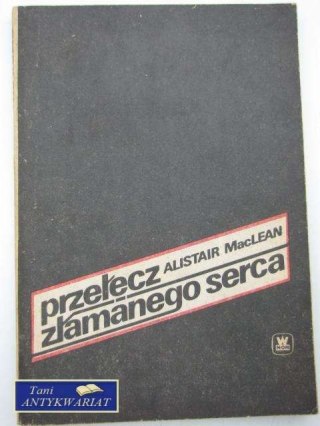 przełęcz ALISTAIR MacLEAN
złamanego serca
W
Tani
ANTYKWARIAT